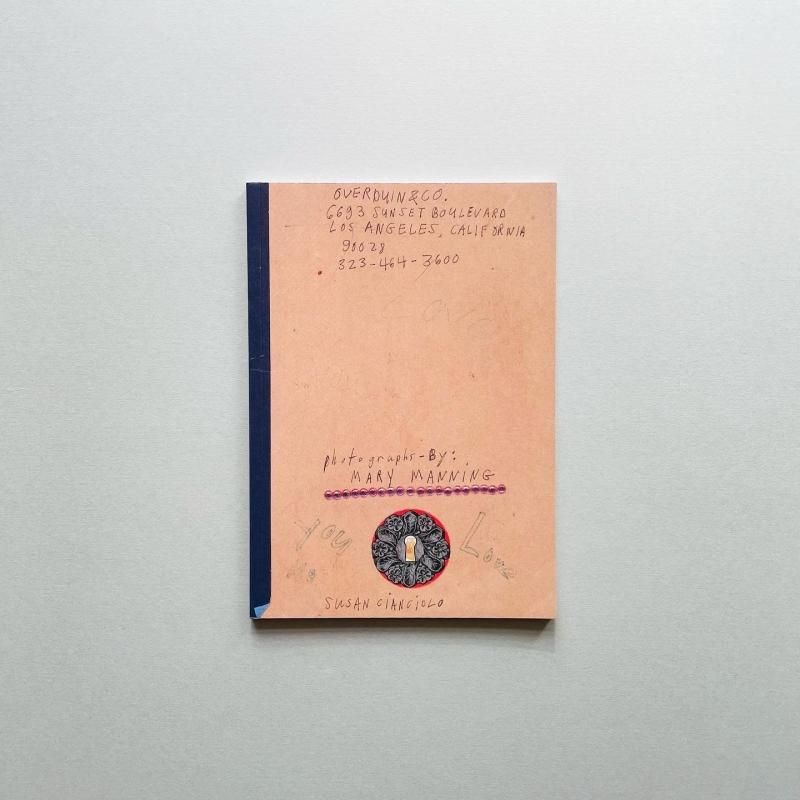 OVERDUIN & CO.
6693 SUNSET BOULEVARD
LOS ANGELES, CALIFORNIA
90028
323-464-3600
photographs-By:
MARY MANNING
You
Love
SUSAN CIANCIOLO